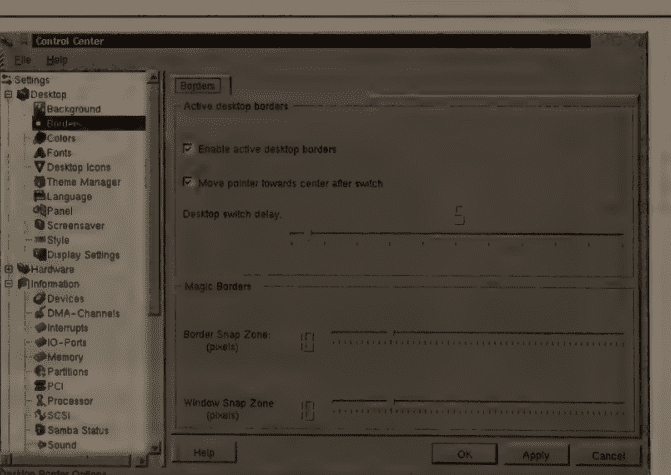 Control Center
File Help
Settings
Desktop
Background
Borders
Colors
Fonts
Desktop Icons
Theme Manager
Language
Panel
Screensaver
Style
Display Settings
Hardware
Information
Devices
DMA-Channels
Interrupts
IO-Ports
Memory
Partitions
PCI
Processor
SCSI
Samba Status
Sound
Desktop Border Options
Borders
Active desktop borders
Enable active desktop borders
Move pointer towards center after switch
Desktop switch delay:
5
Magic Borders
Border Snap Zone:
(pixels)
Window Snap Zone:
(pixels)
Help
OK
Apply
Cancel